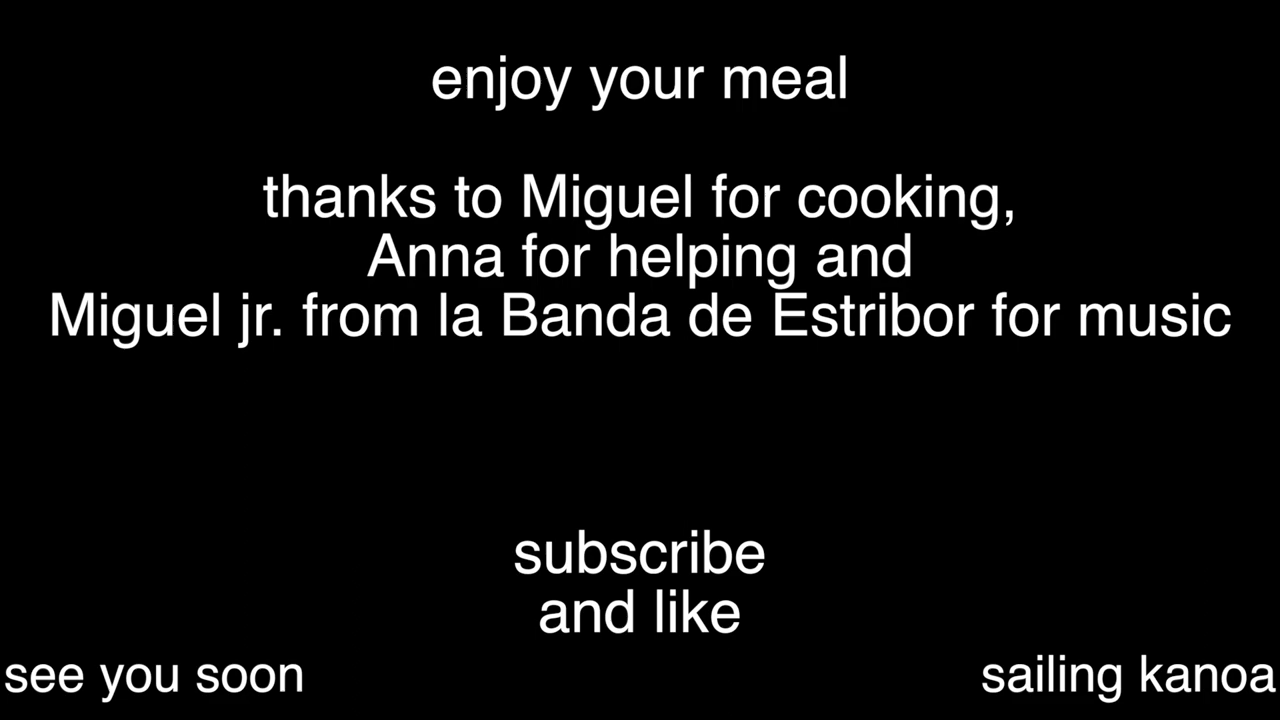 enjoy your meal
thanks to Miguel for cooking,
Anna for helping and
Miguel jr. from la Banda de Estribor for music
subscribe
and like
see you soon
sailing kanoa